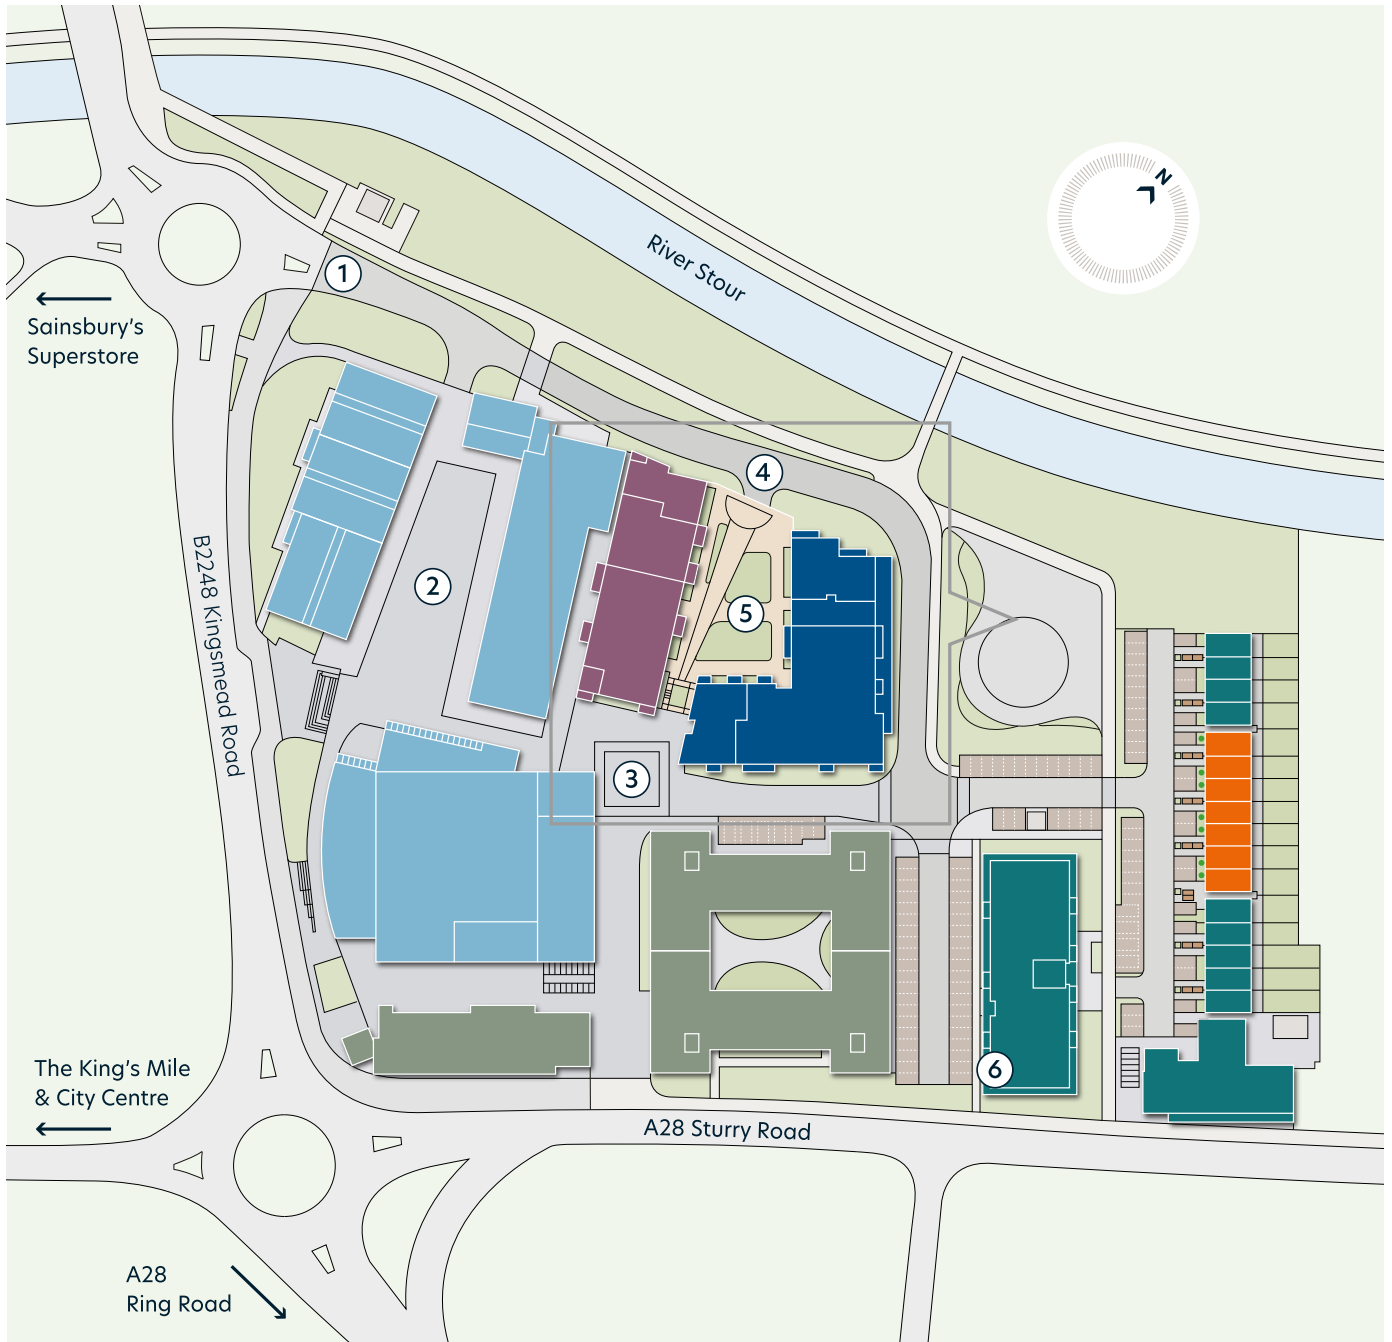 N
River Stour
1
Sainsbury's
Superstore
4
2
B2248 Kingsmead Road
5
3
6
The King's Mile
& City Centre
A28 Sturry Road
A28
Ring Road